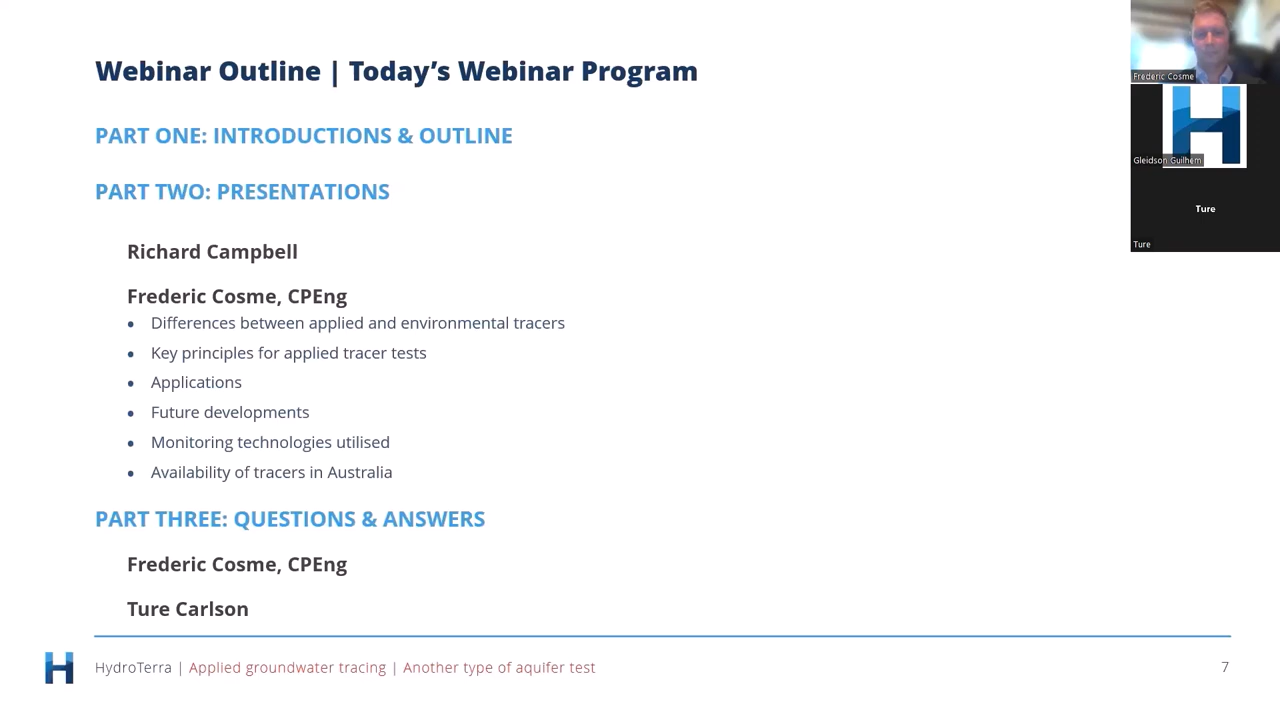 Webinar Outline | Today's Webinar Program
PART ONE: INTRODUCTIONS & OUTLINE
PART TWO: PRESENTATIONS
Richard Campbell
Frederic Cosme, CPEng
• Differences between applied and environmental tracers
• Key principles for applied tracer tests
• Applications
• Future developments
• Monitoring technologies utilised
• Availability of tracers in Australia
PART THREE: QUESTIONS & ANSWERS
Frederic Cosme, CPEng
Ture Carlson
HydroTerra | Applied groundwater tracing | Another type of aquifer test
7
Frederic Cosme
H
Gleidson Guilhem
Ture
Ture
H